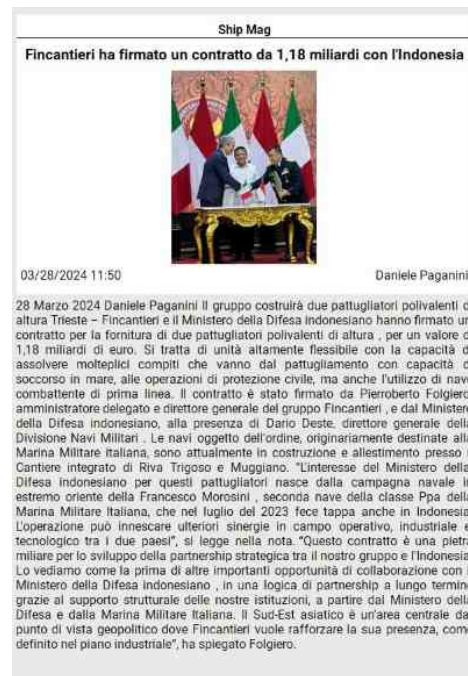 Ship Mag
Fincantieri ha firmato un contratto da 1,18 miliardi con l'Indonesia
03/28/2024 11:50
Daniele Paganini
28 Marzo 2024 Daniele Paganini Il gruppo costruirà due pattugliatori polivalenti d
altura Trieste – Fincantieri e il Ministero della Difesa indonesiano hanno firmato un
contratto per la fornitura di due pattugliatori polivalenti di altura , per un valore d
1,18 miliardi di euro. Si tratta di unità altamente flessibile con la capacità d
assolvere molteplici compiti che vanno dal pattugliamento con capacità d
soccorso in mare, alle operazioni di protezione civile, ma anche l'utilizzo di nave
combattente di prima linea. Il contratto è stato firmato da Pierroberto Folgiero
amministratore delegato e direttore generale del gruppo Fincantieri , e dal Ministero
della Difesa indonesiano, alla presenza di Dario Deste, direttore generale della
Divisione Navi Militari . Le navi oggetto dell'ordine, originariamente destinate alla
Marina Militare italiana, sono attualmente in costruzione e allestimento presso i
Cantiere integrato di Riva Trigoso e Muggiano. "L'interesse del Ministero della
Difesa indonesiano per questi pattugliatori nasce dalla campagna navale in
estremo oriente della Francesco Morosini , seconda nave della classe Ppa della
Marina Militare Italiana, che nel luglio del 2023 fece tappa anche in Indonesia
L'operazione può innescare ulteriori sinergie in campo operativo, industriale e
tecnologico tra i due paesi", si legge nella nota. "Questo contratto è una pietra
miliare per lo sviluppo della partnership strategica tra il nostro gruppo e l'Indonesia
Lo vediamo come la prima di altre importanti opportunità di collaborazione con i
Ministero della Difesa indonesiano , in una logica di partnership a lungo termine
grazie al supporto strutturale delle nostre istituzioni, a partire dal Ministero della
Difesa e dalla Marina Militare Italiana. Il Sud-Est asiatico è un'area centrale da
punto di vista geopolitico dove Fincantieri vuole rafforzare la sua presenza, come
definito nel piano industriale", ha spiegato Folgiero.